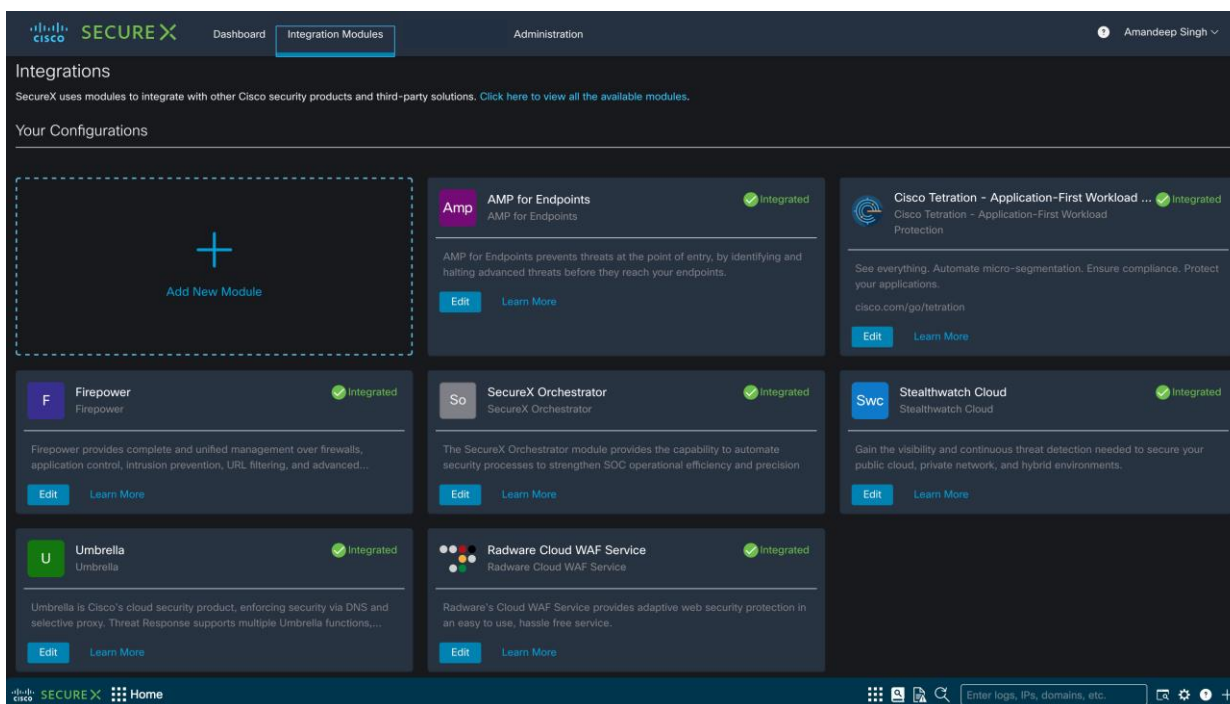 CISCO SECUREX Dashboard Integration Modules Administration ? Amandeep Singh
Integrations
SecureX uses modules to integrate with other Cisco security products and third-party solutions. Click here to view all the available modules.
Your Configurations
Add New Module
Amp
AMP for Endpoints
Integrated
AMP for Endpoints
AMP for Endpoints prevents threats at the point of entry, by identifying and
halting advanced threats before they reach your endpoints.
Edit Learn More
Cisco Tetration - Application-First Workload ...
Integrated
Cisco Tetration - Application-First Workload
Protection
See everything. Automate micro-segmentation. Ensure compliance. Protect
your applications.
cisco.com/go/tetration
Edit Learn More
F
Firepower
Integrated
Firepower
Firepower provides complete and unified management over firewalls,
application control, intrusion prevention, URL filtering, and advanced...
Edit Learn More
So
SecureX Orchestrator
Integrated
SecureX Orchestrator
The SecureX Orchestrator module provides the capability to automate
security processes to strengthen SOC operational efficiency and precision
Edit Learn More
Swc
Stealthwatch Cloud
Integrated
Stealthwatch Cloud
Gain the visibility and continuous threat detection needed to secure your
public cloud, private network, and hybrid environments.
Edit Learn More
U
Umbrella
Integrated
Umbrella
Umbrella is Cisco's cloud security product, enforcing security via DNS and
selective proxy. Threat Response supports multiple Umbrella functions,...
Edit Learn More
Radware Cloud WAF Service
Integrated
Radware Cloud WAF Service
Radware's Cloud WAF Service provides adaptive web security protection in
an easy to use, hassle free service.
Edit Learn More
CISCO SECUREX Home Enter logs, IPs, domains, etc. ?